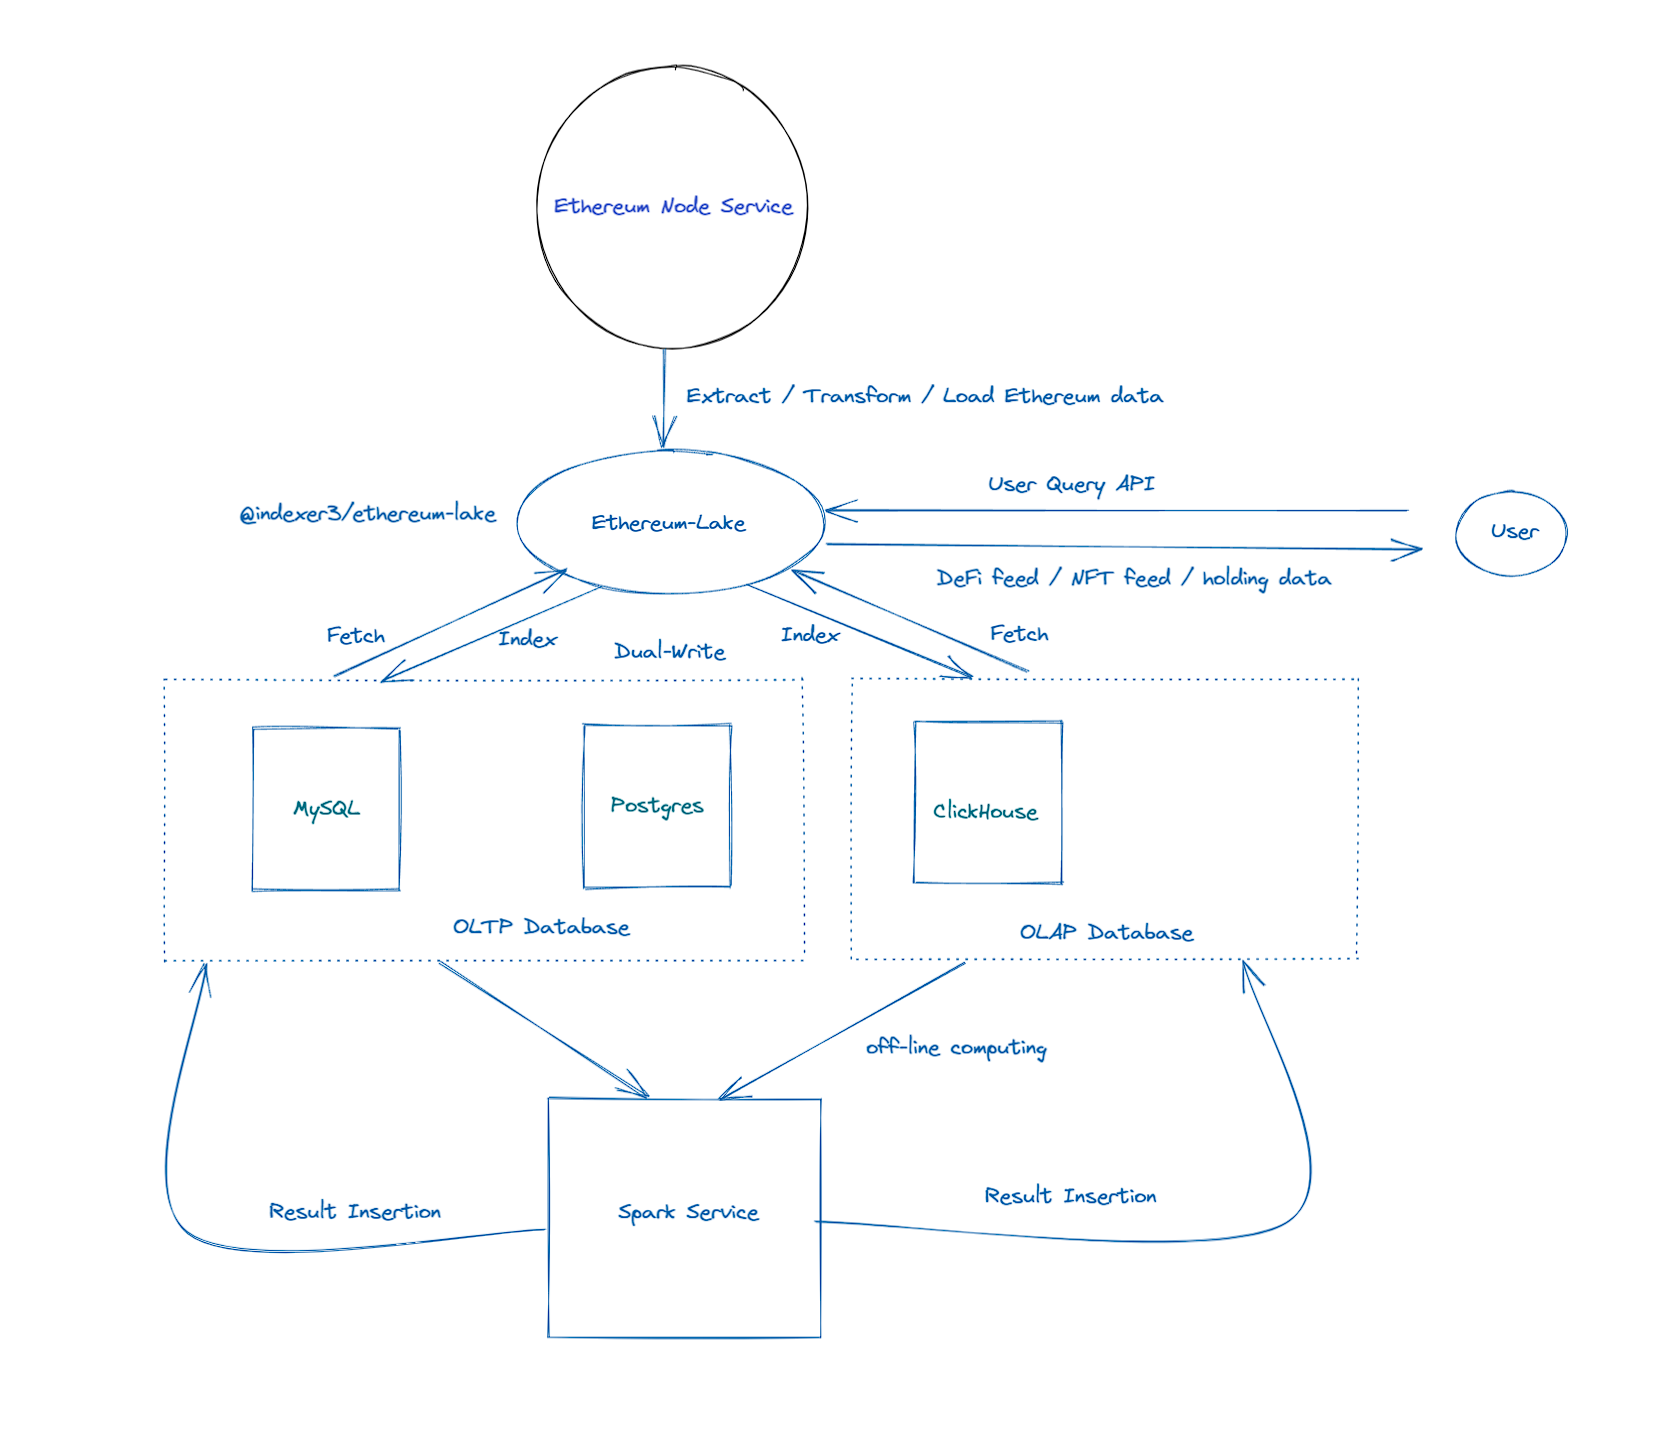 Ethereum Node Service
Extract / Transform / Load Ethereum data
User Query API
@indexer3/ethereum-lake
Ethereum-Lake
User
DeFi feed / NFT feed / holding data
Fetch
Index
Dual-Write
Index
Fetch
MySQL
Postgres
ClickHouse
OLTP Database
OLAP Database
off-line computing
Result Insertion
Spark Service
Result Insertion